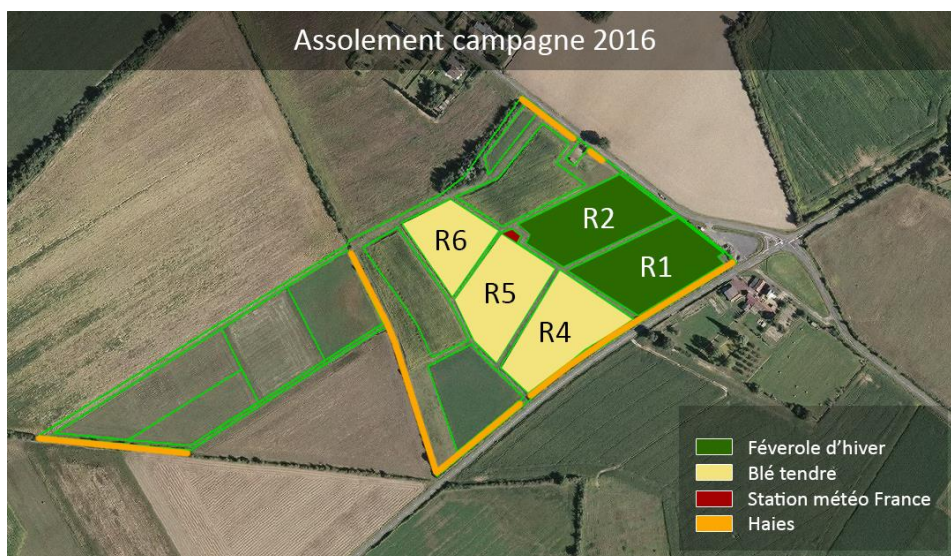 Assolement campagne 2016
R2
R6
R1
R5
R4
Féverole d'hiver
Blé tendre
Station météo France
Haies